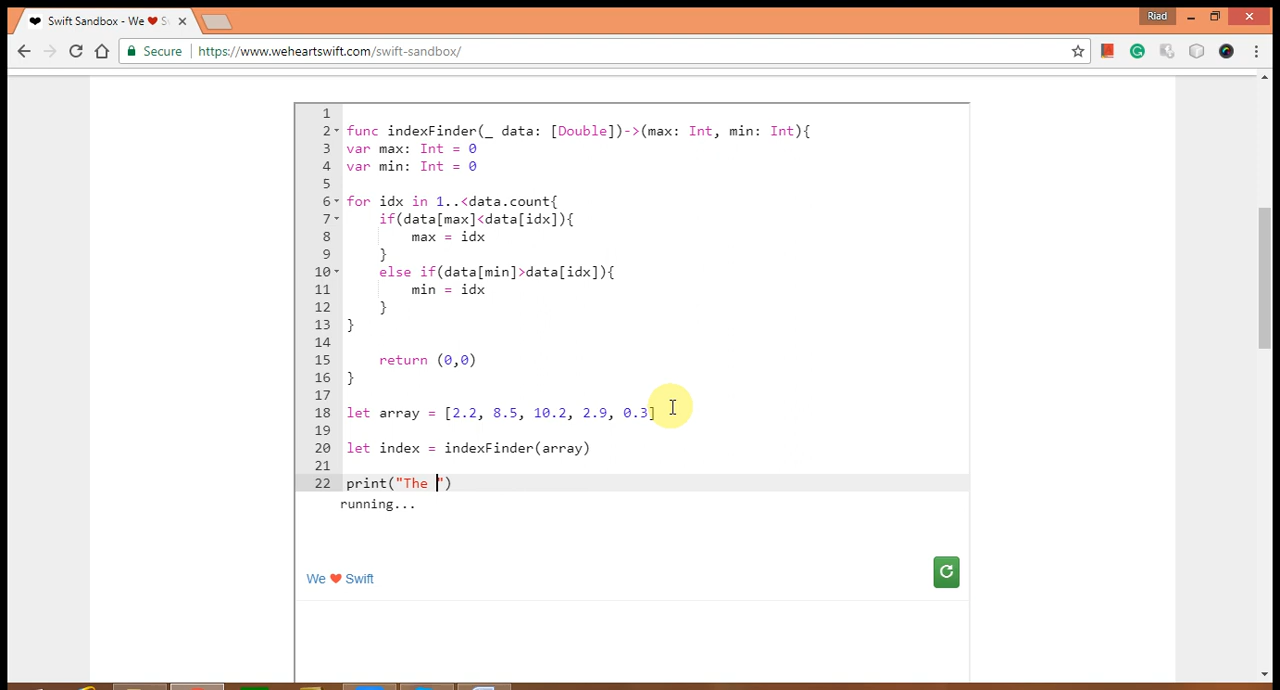 Swift Sandbox - We ❤ S
Riad
Secure https://www.weheartswift.com/swift-sandbox/
1
2 func indexFinder(_ data: [Double])->(max: Int, min: Int){
3 var max: Int = 0
4 var min: Int = 0
5
6 for idx in 1..<data.count{
7     if(data[max]<data[idx]){
8         max = idx
9     }
10     else if(data[min]>data[idx]){
11         min = idx
12     }
13 }
14
15     return (0,0)
16 }
17
18 let array = [2.2, 8.5, 10.2, 2.9, 0.3]
19
20 let index = indexFinder(array)
21
22 print("The ")
running...
We ❤ Swift